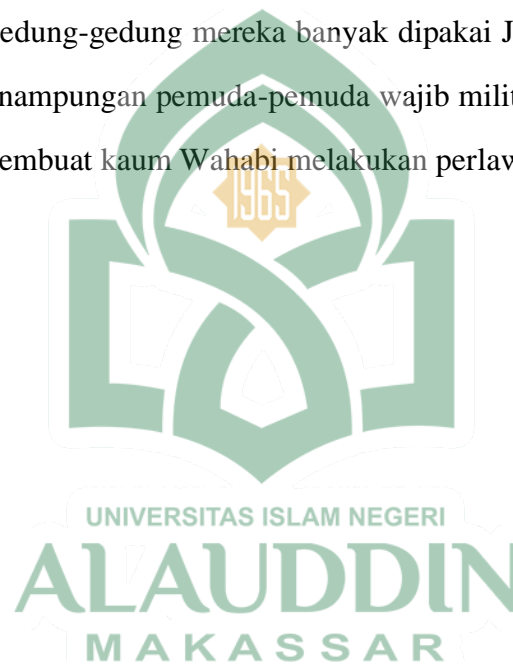 edung-gedung mereka banyak dipakai J
nampungan pemuda-pemuda wajib milit
embuat kaum Wahabi melakukan perlaw
1965
UNIVERSITAS ISLAM NEGERI
ALAUDDIN
MAKASSAR